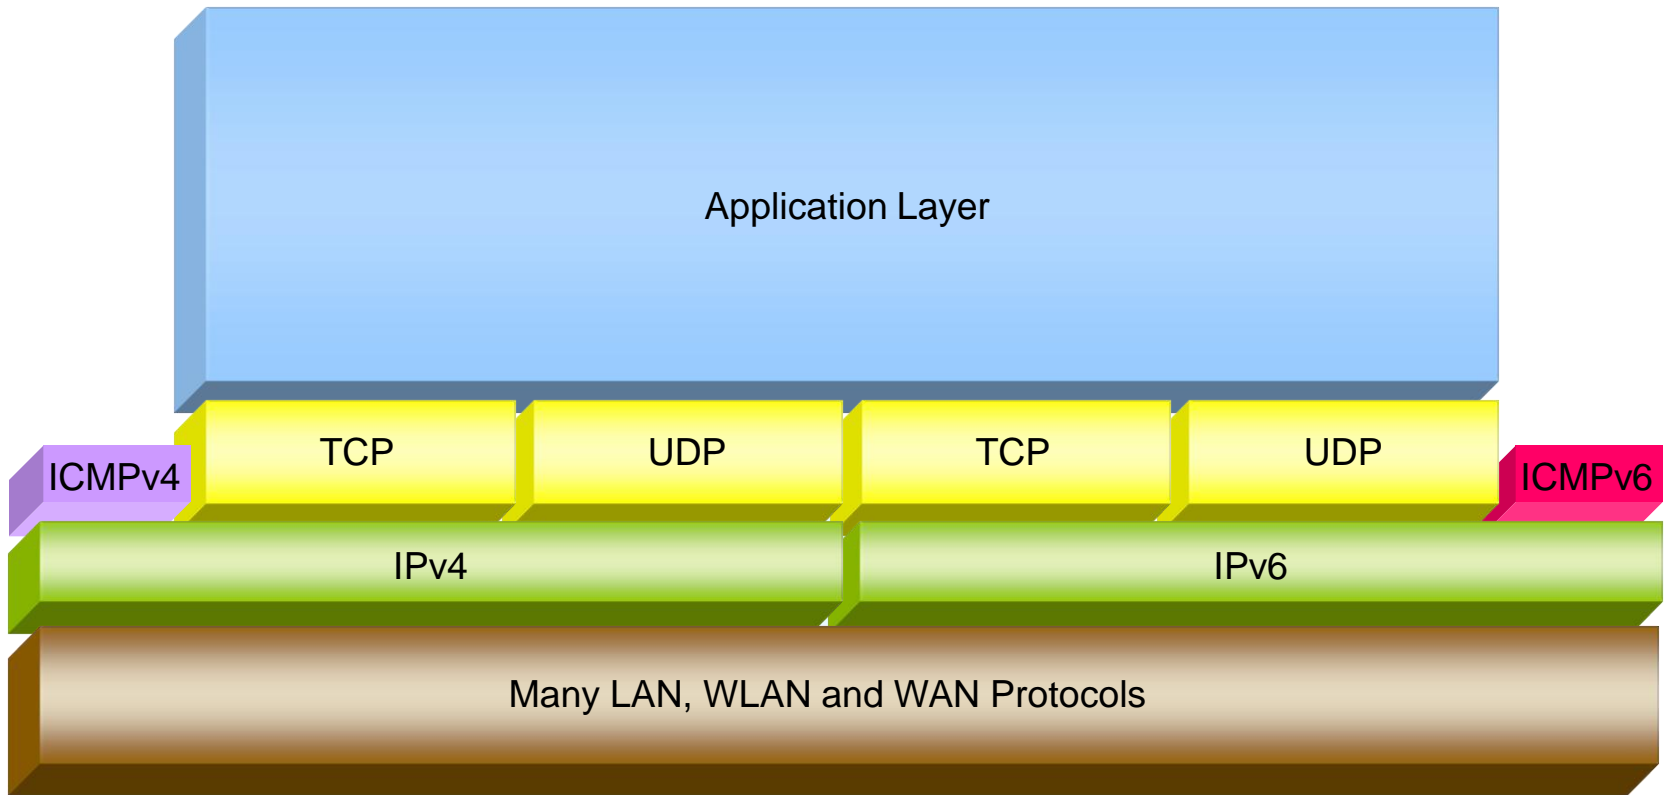 Application Layer
TCP
UDP
TCP
UDP
ICMPv4
ICMPv6
IPv4
IPv6
Many LAN, WLAN and WAN Protocols